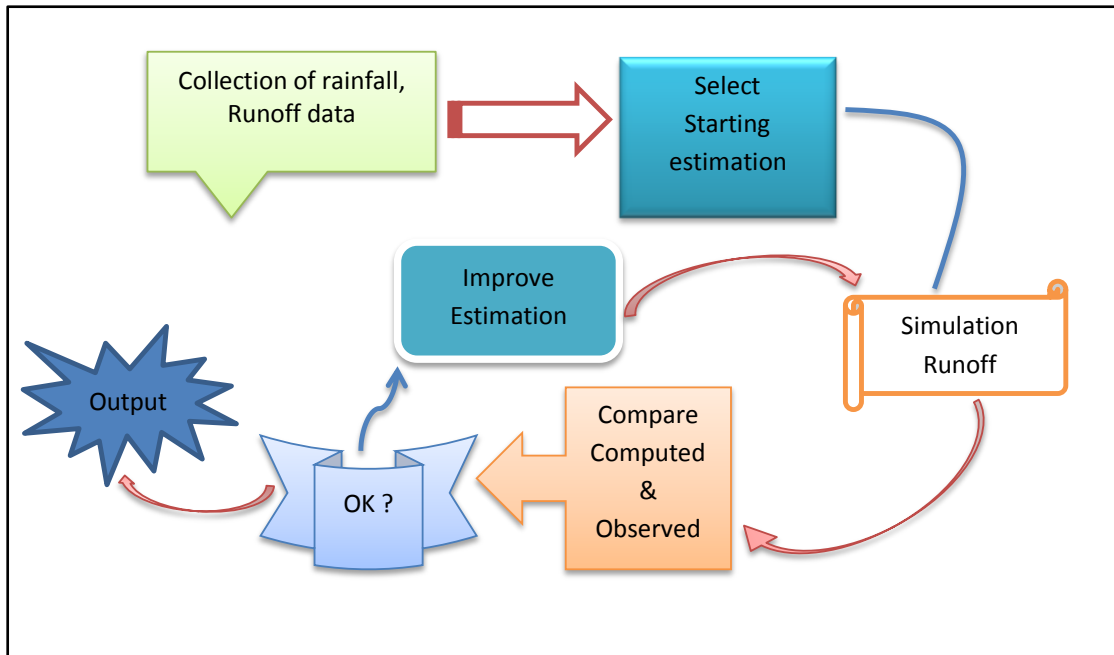 Collection of rainfall,
Runoff data
Select
Starting
estimation
Improve
Estimation
Simulation
Runoff
Output
OK ?
Compare
Computed
&
Observed